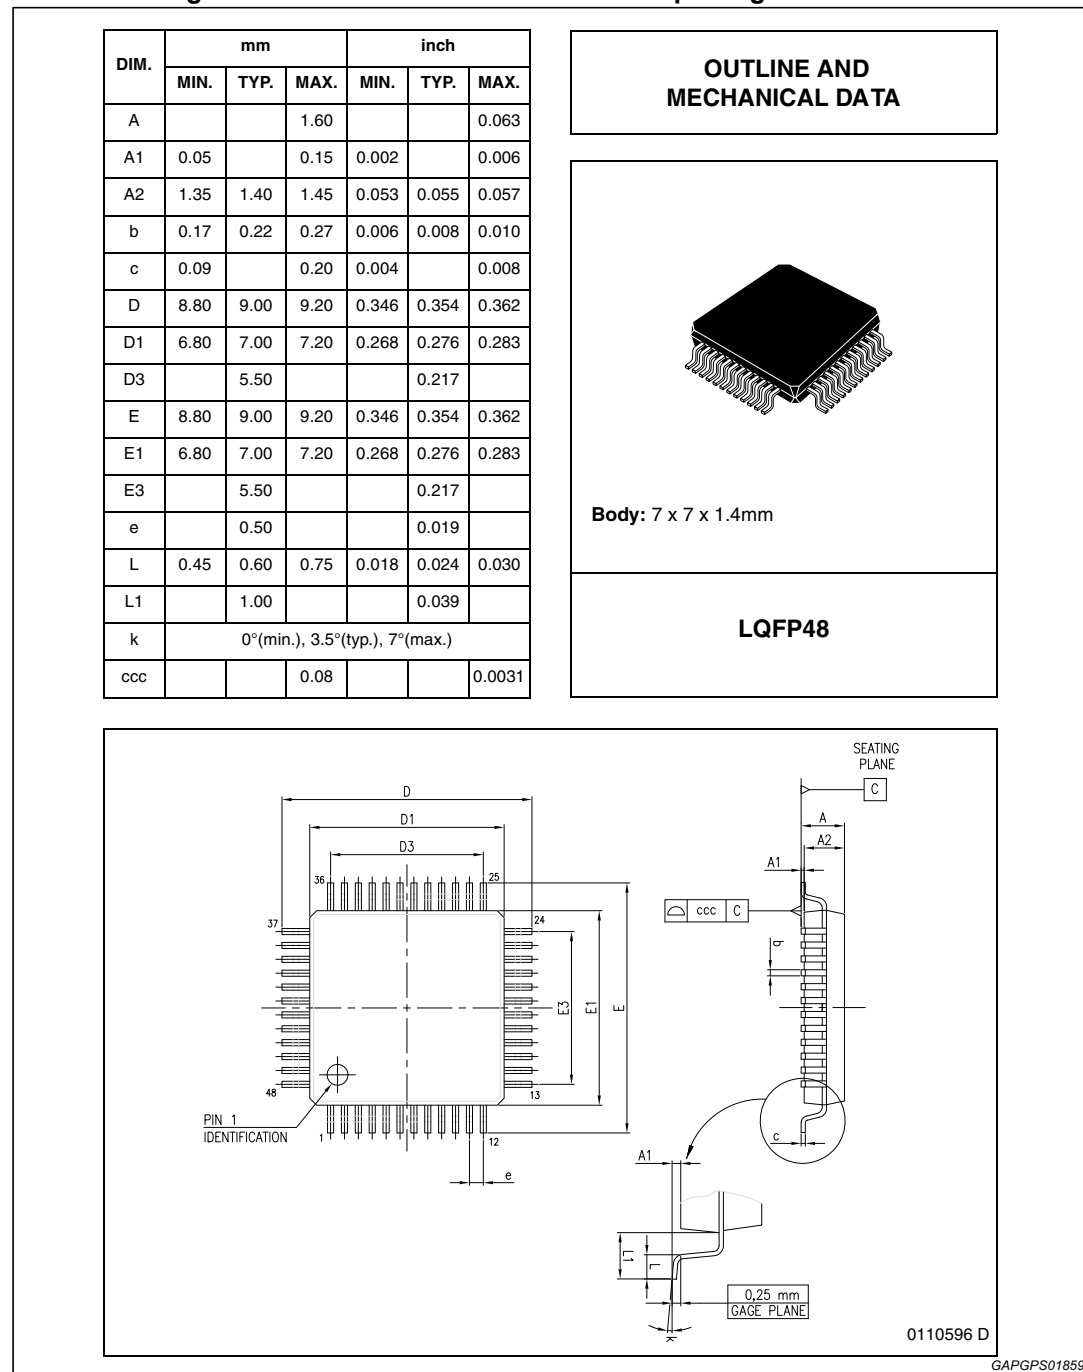 DIM. mm inch
MIN. TYP. MAX. MIN. TYP. MAX.
A 1.60 0.063
A1 0.05 0.15 0.002 0.006
A2 1.35 1.40 1.45 0.053 0.055 0.057
b 0.17 0.22 0.27 0.006 0.008 0.010
c 0.09 0.20 0.004 0.008
D 8.80 9.00 9.20 0.346 0.354 0.362
D1 6.80 7.00 7.20 0.268 0.276 0.283
D3 5.50 0.217
E 8.80 9.00 9.20 0.346 0.354 0.362
E1 6.80 7.00 7.20 0.268 0.276 0.283
E3 5.50 0.217
e 0.50 0.019
L 0.45 0.60 0.75 0.018 0.024 0.030
L1 1.00 0.039
k 0°(min.), 3.5°(typ.), 7°(max.)
ccc 0.08 0.0031
OUTLINE AND
MECHANICAL DATA
Body: 7 x 7 x 1.4mm
LQFP48
D
D1
D3
36
25
37
24
E3
E1
E
48
13
PIN 1
IDENTIFICATION
1
12
e
SEATING
PLANE
C
A
A2
A1
ccc C
b
c
A1
L1
L
0,25 mm
GAGE PLANE
k
0110596 D
GAPGPS01859